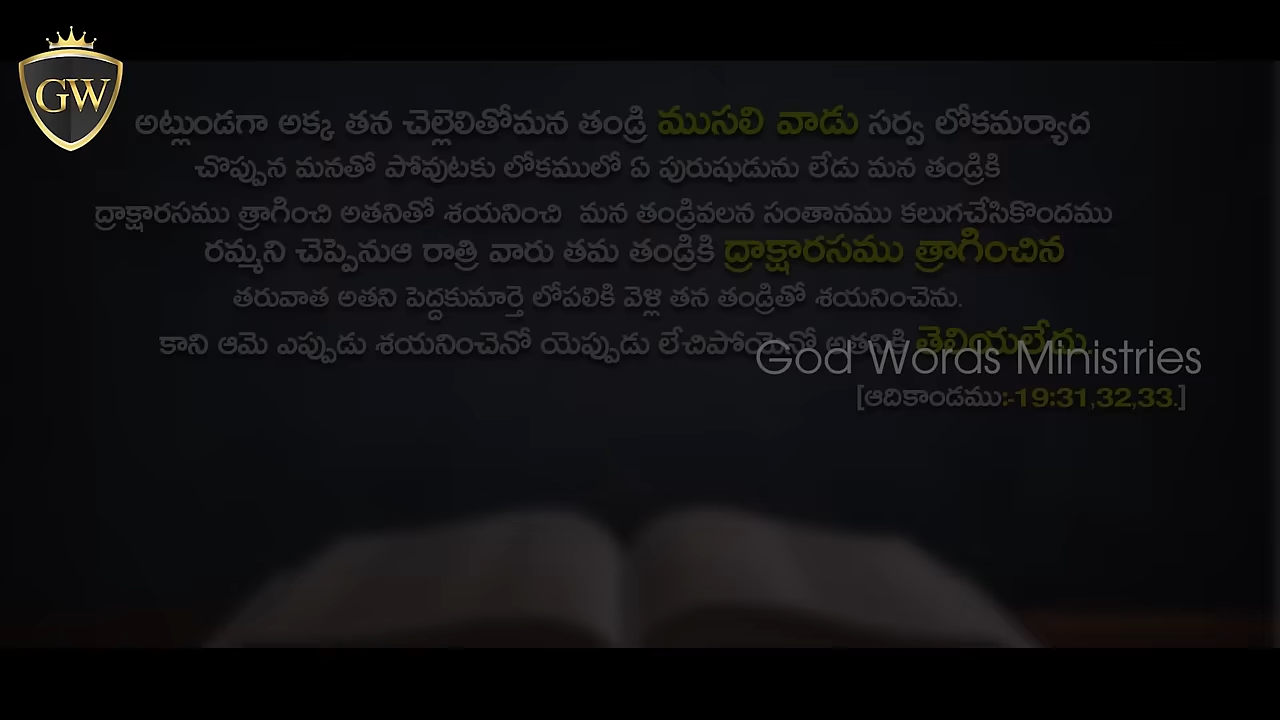 GW
అట్లుండగా అక్క తన చెల్లెలితోమన తండ్రి ముసలి వాడు సర్వ లోకమర్యాద
చొప్పున మనతో పోవుటకు లోకములో ఏ పురుషుడును లేడు మన తండ్రికి
ద్రాక్షారసము త్రాగించి అతనితో శయనించి మన తండ్రివలన సంతానము కలుగచేసికొందము
రమ్మని చెప్పెనుఆ రాత్రి వారు తమ తండ్రికి ద్రాక్షారసము త్రాగించిన
తరువాత అతని పెద్దకుమార్తె లోపలికి వెళ్లి తన తండ్రితో శయనించెను.
కాని ఆమె ఎప్పుడు శయనించెనో యెప్పుడు లేచిపోయెనో అతనికి తెలియలేదు
God Words Ministries
[ఆదికాండము:-19:31,32,33.]